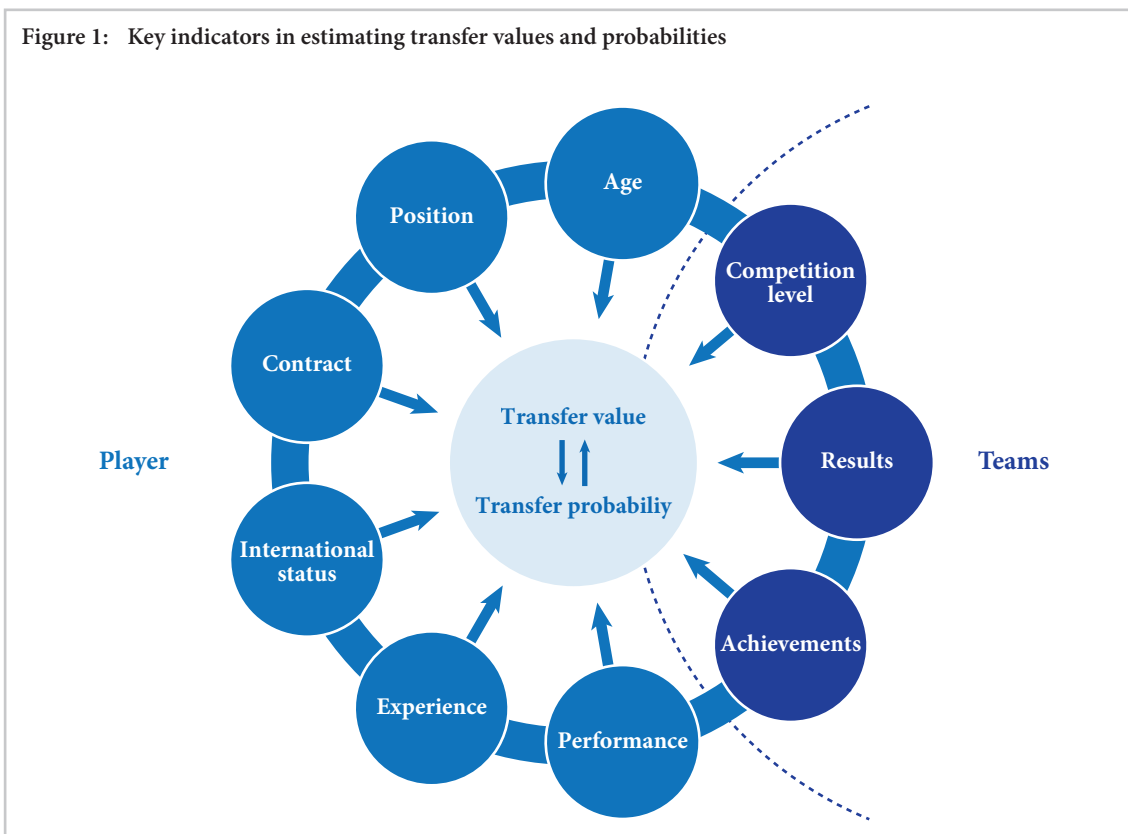 Figure 1: Key indicators in estimating transfer values and probabilities
Age
Position
Competition
level
Contract
Transfer value
Player
Results
Teams
Transfer probabiliy
International
status
Achievements
Experience
Performance